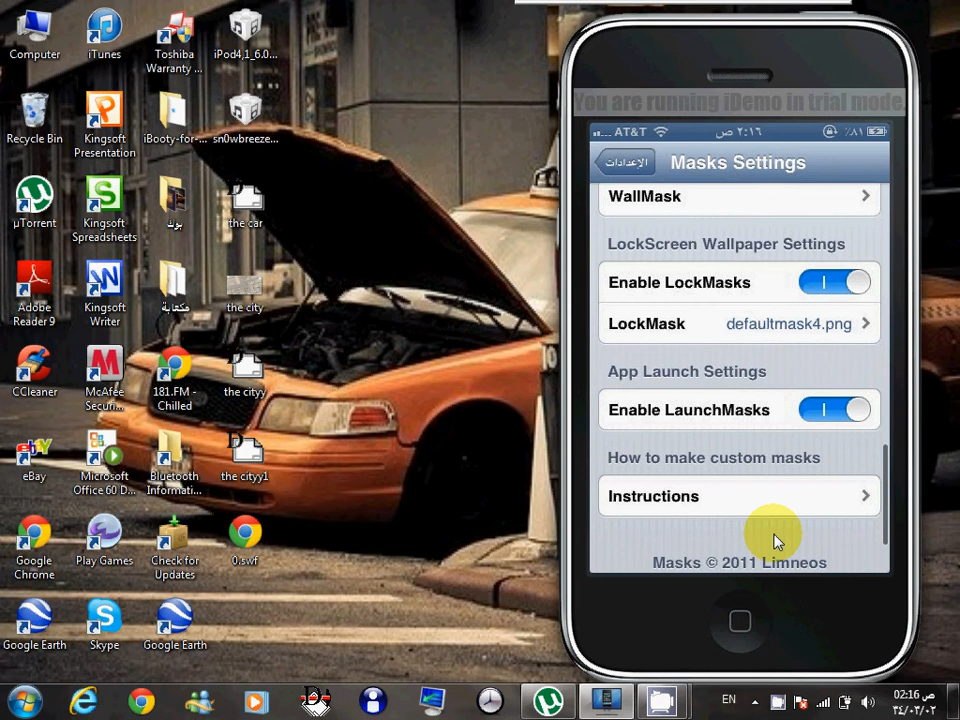 Computer
iTunes
Toshiba
Warranty ...
iPod4,1_6.0...
Recycle Bin
Kingsoft
Presentation
iBooty-for-...
sn0wbreeze...
µTorrent
Kingsoft
Spreadsheets
بوت
the car
Adobe
Reader 9
Kingsoft
Writer
the city
CCleaner
McAfee
Securi...
181.FM -
Chilled
the cityy
eBay
Microsoft
Office 60 D...
Bluetooth
Informati...
the cityy1
Google
Chrome
Play Games
Check for
Updates
0.swf
Google Earth
Skype
Google Earth
You are running iDemo in trial mode.
AT&T
٢:١٦ ص
٪٨١
الإعدادات
Masks Settings
WallMask
LockScreen Wallpaper Settings
Enable LockMasks
LockMask defaultmask4.png
App Launch Settings
Enable LaunchMasks
How to make custom masks
Instructions
Masks © 2011 Limneos
EN
02:16 ص
٣٤/٠٣/٠٢